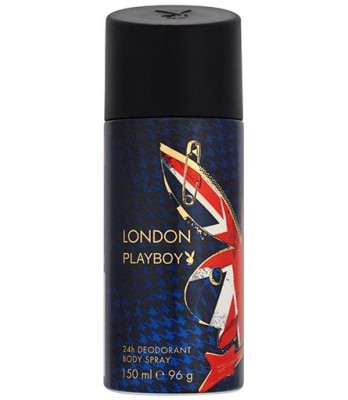 LONDON
PLAYBOY
24h DEODORANT
BODY SPRAY
150 ml e 96 g